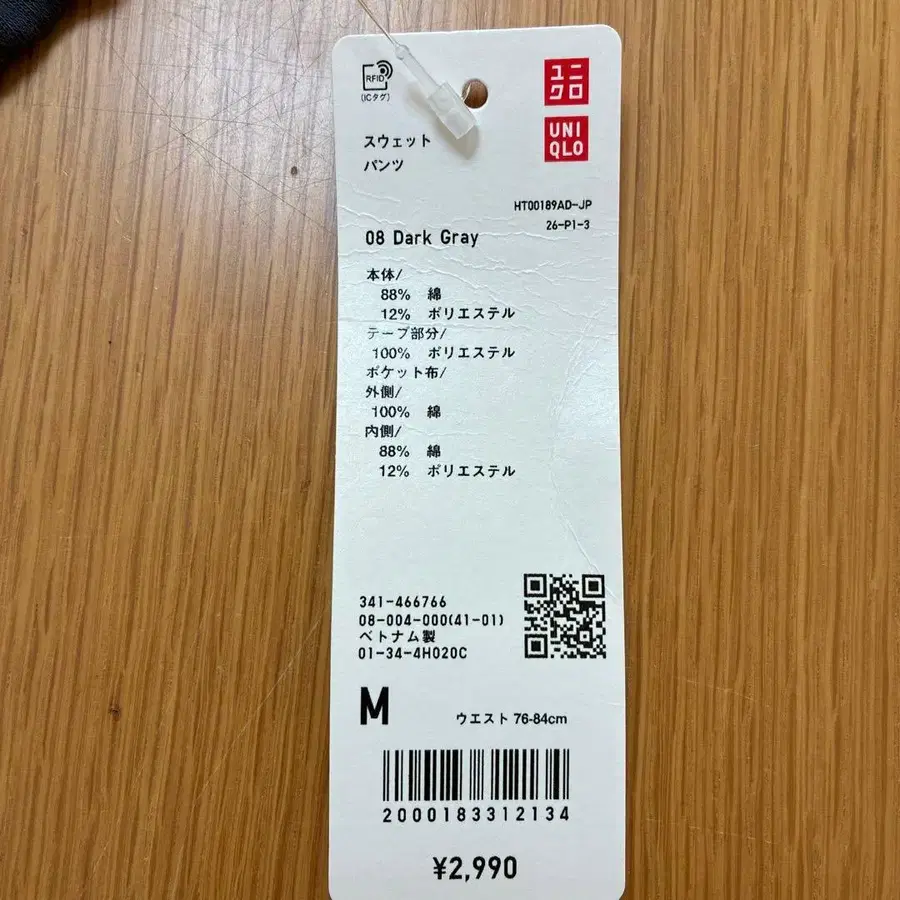 RFID
(ICタグ)
ユニ
クロ
UNI
QLO
スウェット
パンツ
HT00189AD-JP
26-P1-3
08 Dark Gray
本体/
88% 綿
12% ポリエステル
テープ部分/
100% ポリエステル
ポケット布/
外側/
100% 綿
内側/
88% 綿
12% ポリエステル
341-466766
08-004-000(41-01)
ベトナム製
01-34-4H020C
M ウエスト 76-84cm
2000183312134
¥2,990